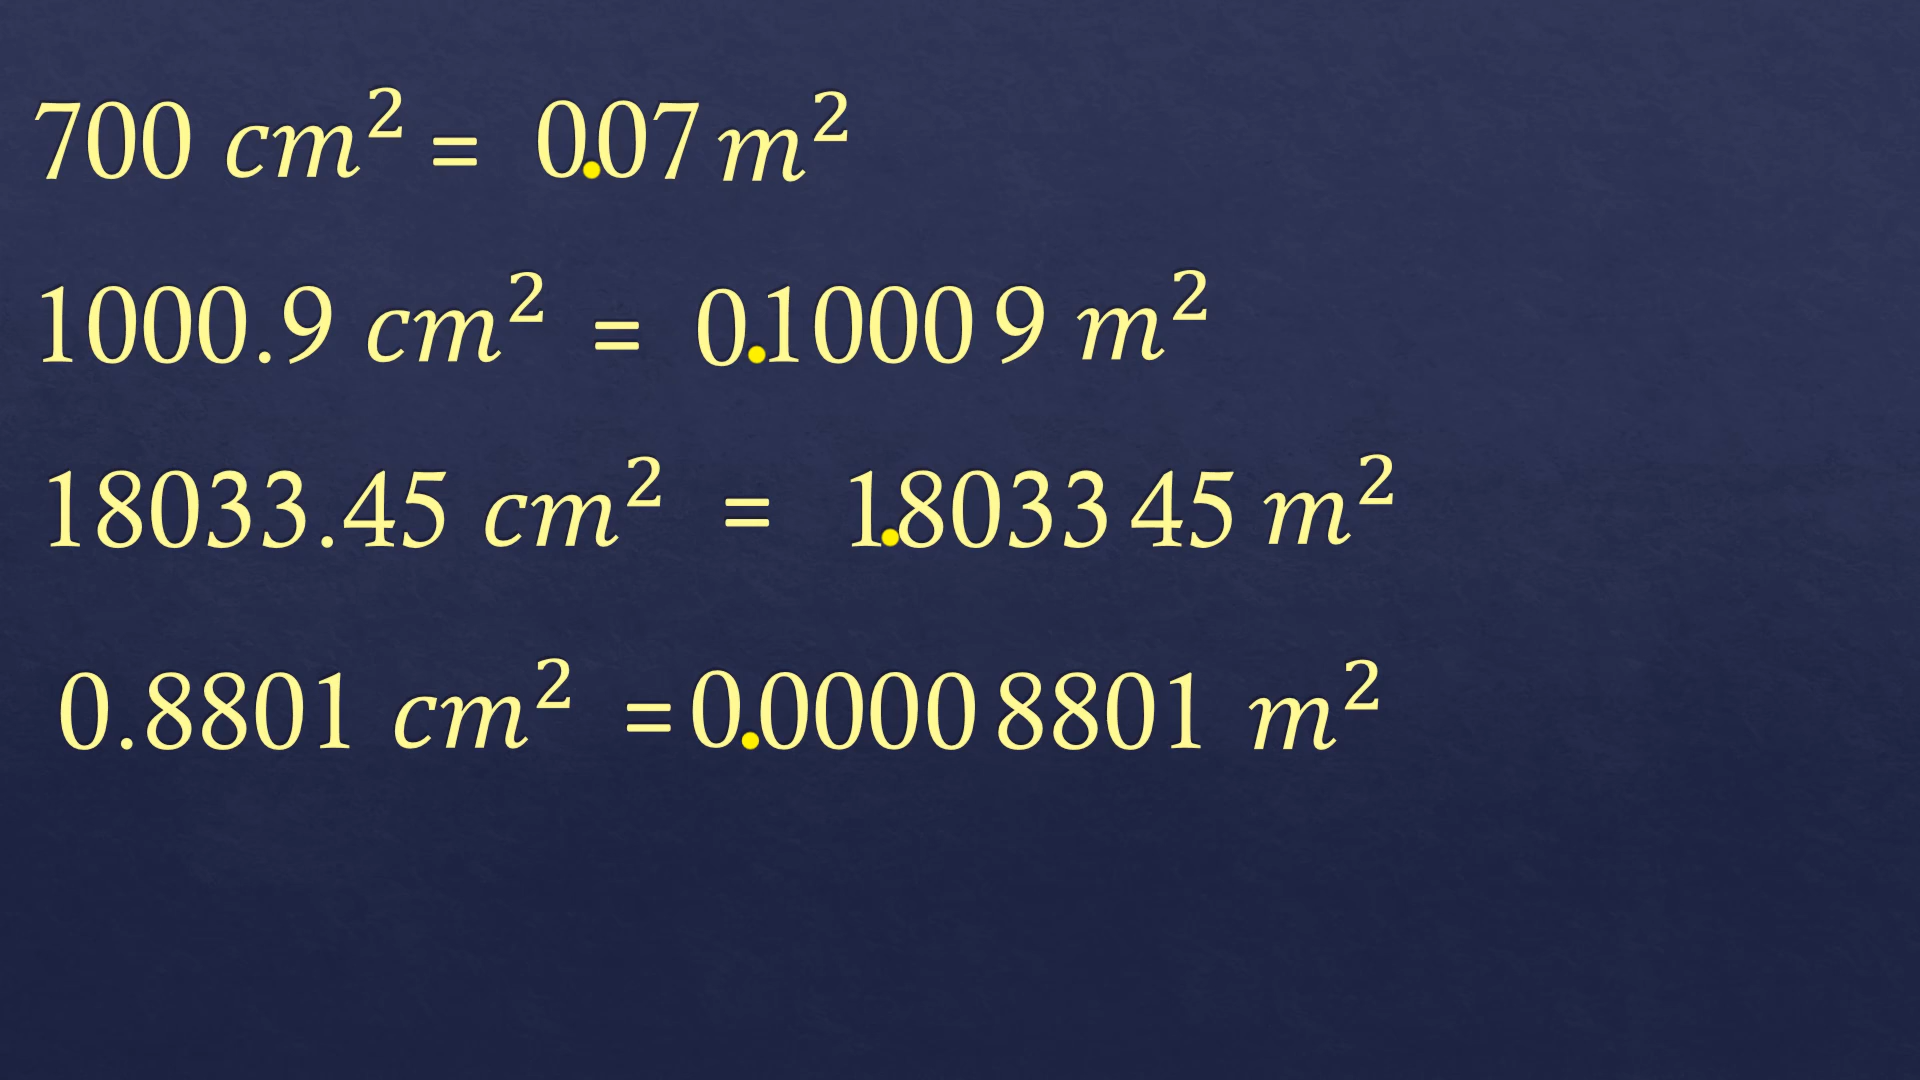 700 cm² = 0.07 m²
1000.9 cm² = 0.10009 m²
18033.45 cm² = 1.803345 m²
0.8801 cm² = 0.00008801 m²